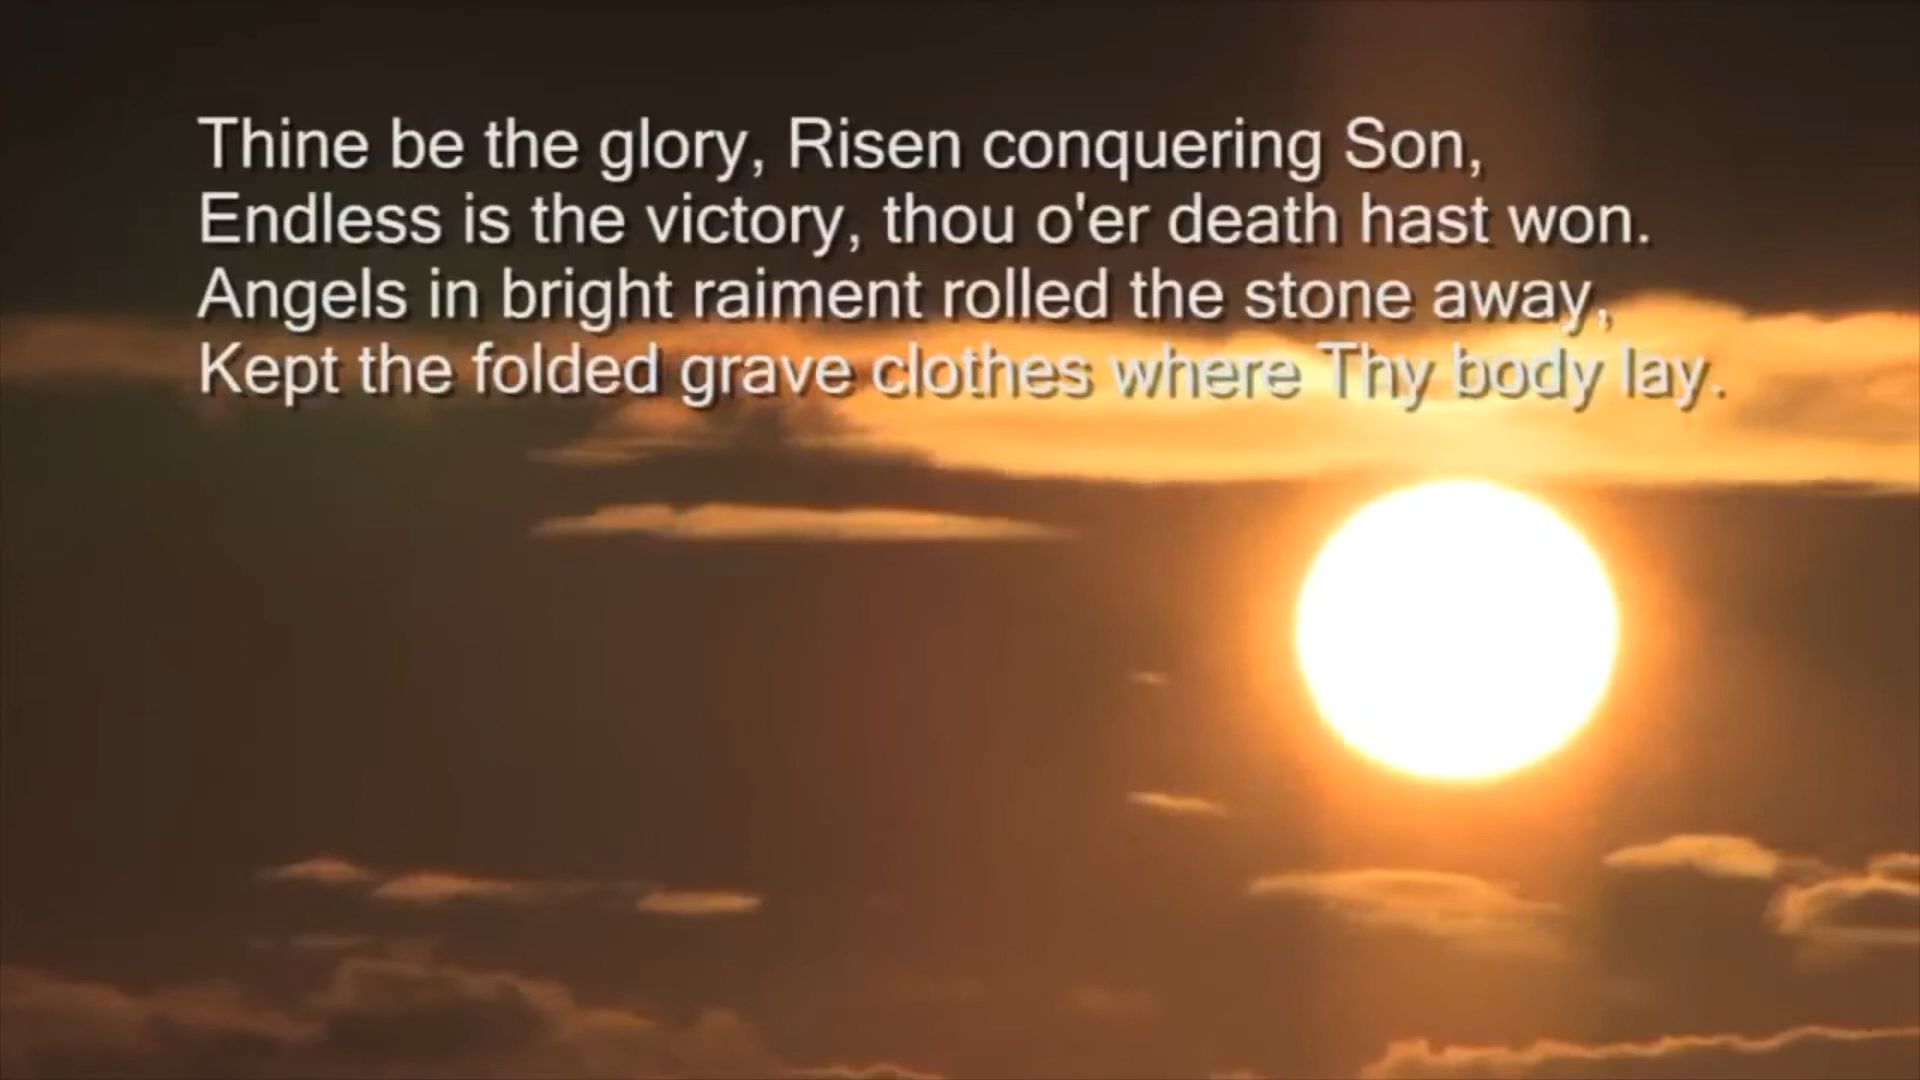 Thine be the glory, Risen conquering Son,
Endless is the victory, thou o'er death hast won.
Angels in bright raiment rolled the stone away,
Kept the folded grave clothes where Thy body lay.